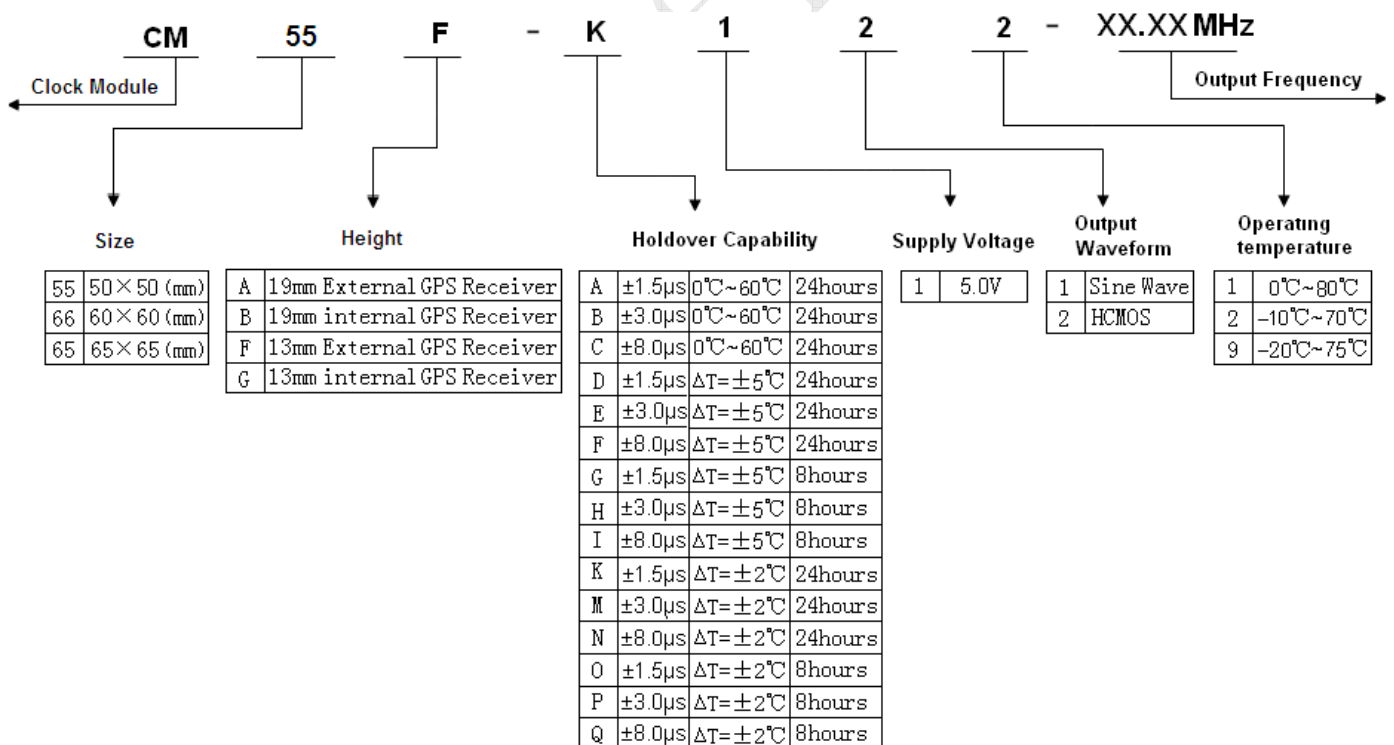 CM 55 F - K 1 2 2 - XX.XX MHz
Clock Module
Output Frequency
Size
55 50×50(mm)
66 60×60(mm)
65 65×65(mm)
Height
A 19mm External GPS Receiver
B 19mm internal GPS Receiver
F 13mm External GPS Receiver
G 13mm internal GPS Receiver
Holdover Capability
A ±1.5µs 0℃~60℃ 24hours
B ±3.0µs 0℃~60℃ 24hours
C ±8.0µs 0℃~60℃ 24hours
D ±1.5µs ΔT=±5℃ 24hours
E ±3.0µs ΔT=±5℃ 24hours
F ±8.0µs ΔT=±5℃ 24hours
G ±1.5µs ΔT=±5℃ 8hours
H ±3.0µs ΔT=±5℃ 8hours
I ±8.0µs ΔT=±5℃ 8hours
K ±1.5µs ΔT=±2℃ 24hours
M ±3.0µs ΔT=±2℃ 24hours
N ±8.0µs ΔT=±2℃ 24hours
O ±1.5µs ΔT=±2℃ 8hours
P ±3.0µs ΔT=±2℃ 8hours
Q ±8.0µs ΔT=±2℃ 8hours
Supply Voltage
1 5.0V
Output
Waveform
1 Sine Wave
2 HCMOS
Operating
temperature
1 0℃~80℃
2 -10℃~70℃
9 -20℃~75℃